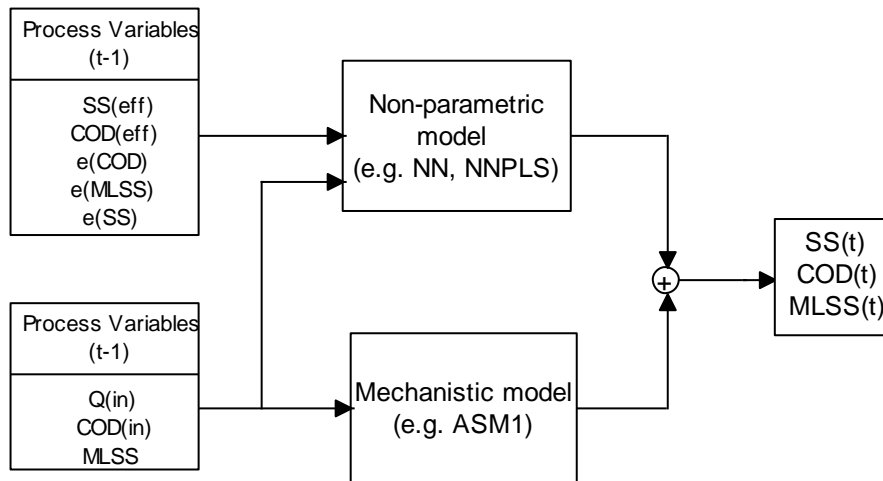 Process Variables
(t-1)
SS(eff)
COD(eff)
e(COD)
e(MLSS)
e(SS)
Non-parametric
model
(e.g. NN, NNPLS)
+
SS(t)
COD(t)
MLSS(t)
Process Variables
(t-1)
Q(in)
COD(in)
MLSS
Mechanistic model
(e.g. ASM1)